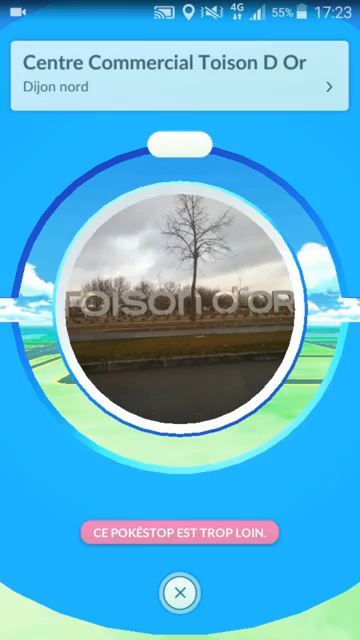 4G 55% 17:23
Centre Commercial Toison D Or
Dijon nord
TOISON D'OR
CE POKÉSTOP EST TROP LOIN.